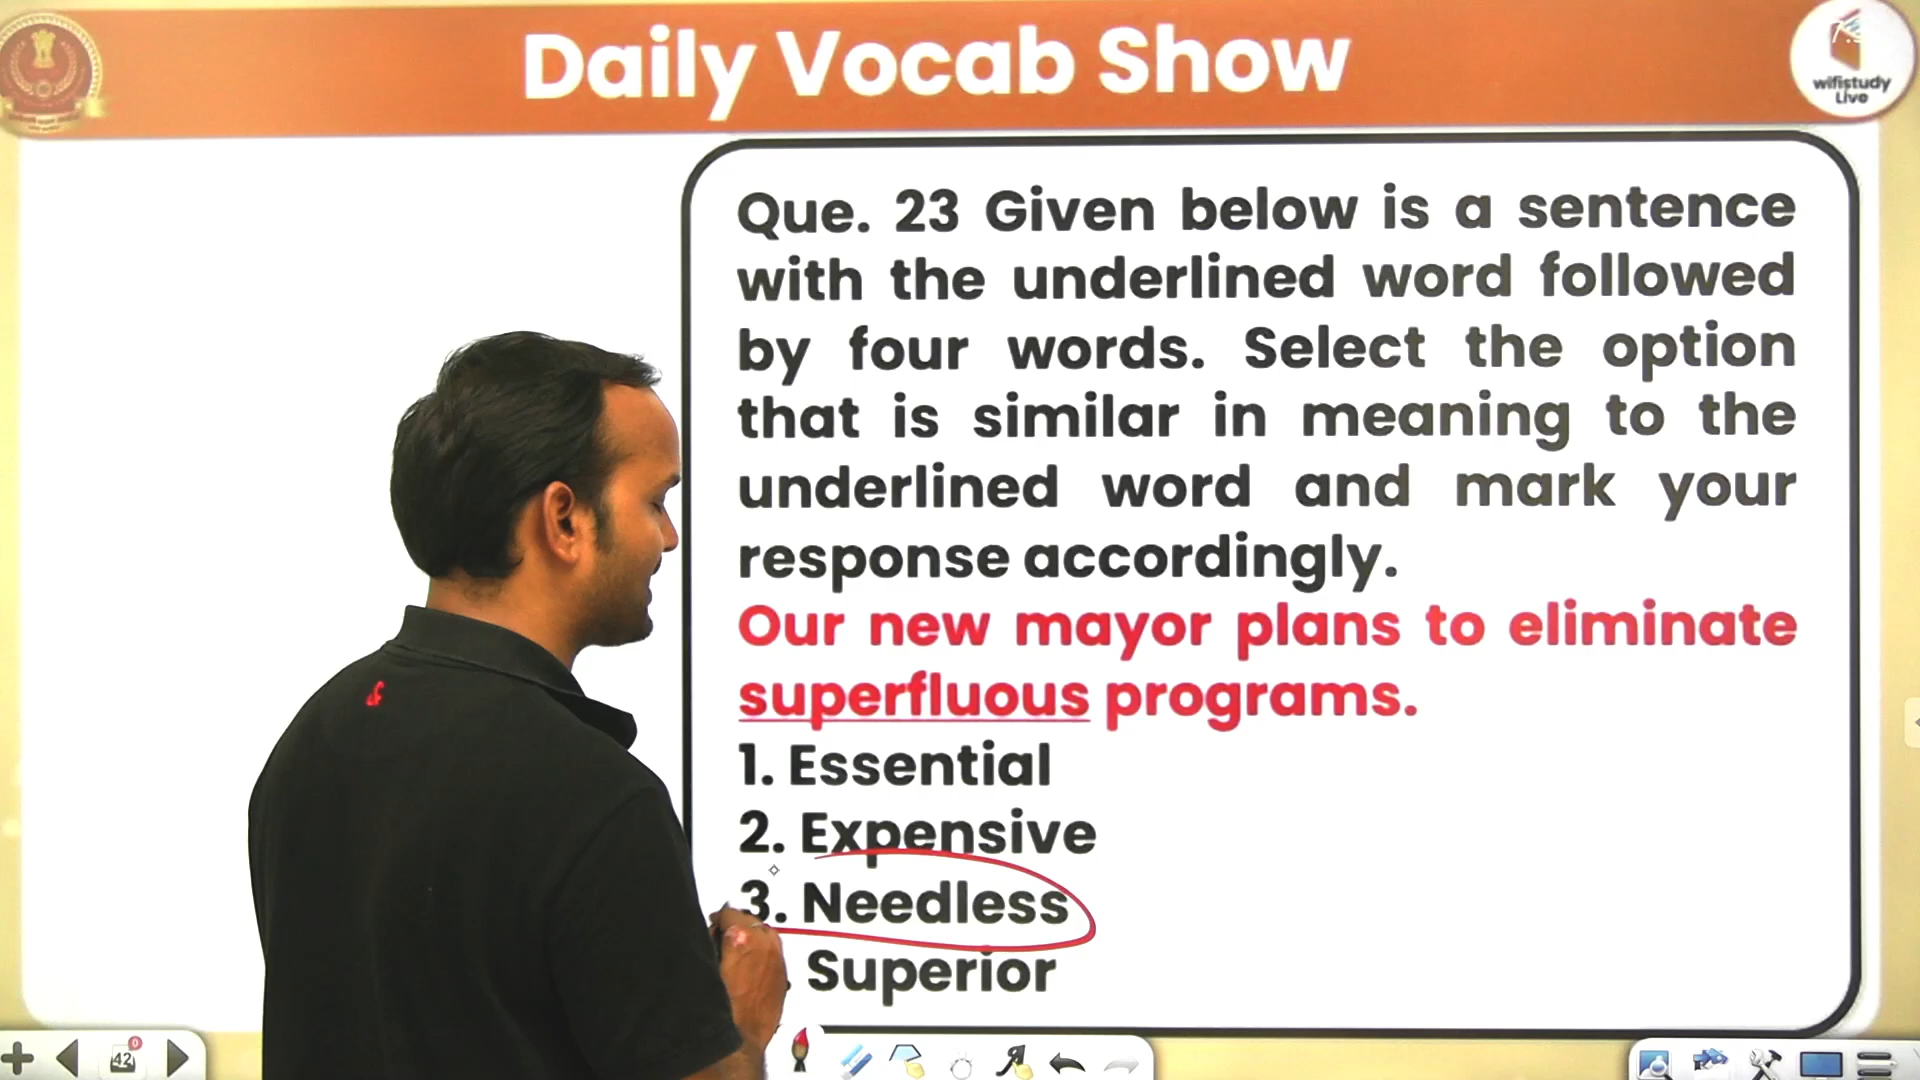 Daily Vocab Show
wifistudy
Live
Que. 23 Given below is a sentence
with the underlined word followed
by four words. Select the option
that is similar in meaning to the
underlined word and mark your
response accordingly.
Our new mayor plans to eliminate
superfluous programs.
1. Essential
2. Expensive
3. Needless
Superior
42
0